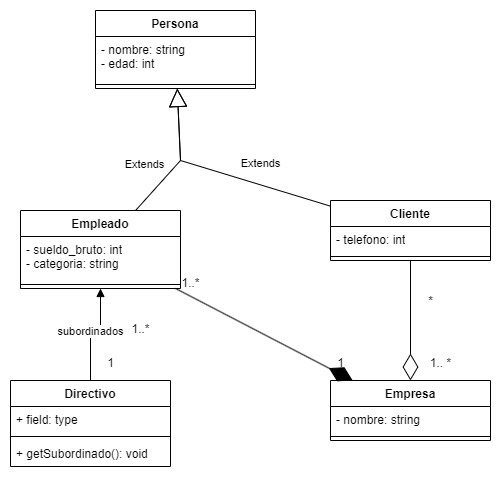 Persona
- nombre: string
- edad: int
Extends
Extends
Empleado
- sueldo_bruto: int
- categoria: string
Cliente
- telefono: int
1..*
*
subordinados
1..*
1
1
1.. *
Directivo
+ field: type
+ getSubordinado(): void
Empresa
- nombre: string